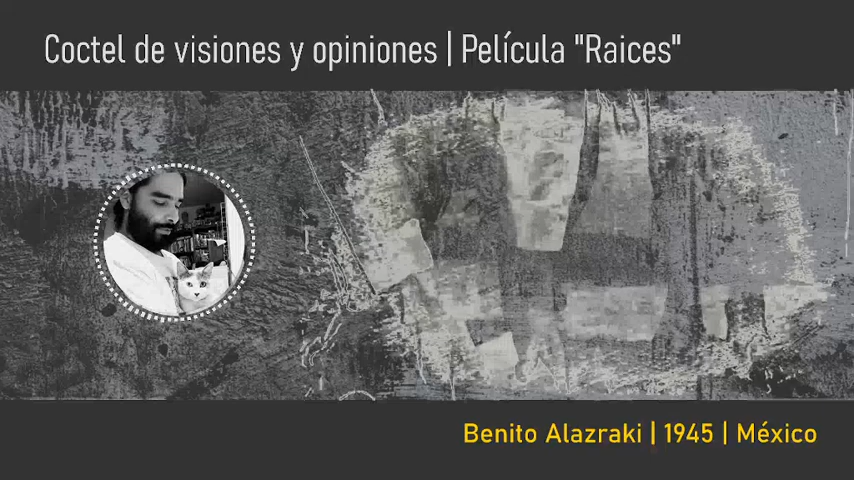 Coctel de visiones y opiniones | Película "Raices"
Benito Alazraki | 1945 | México